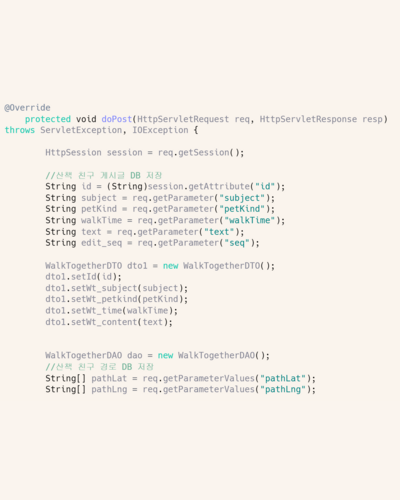 @Override
protected void doPost(HttpServletRequest req, HttpServletResponse resp)
throws ServletException, IOException {
HttpSession session = req.getSession();
//산책 친구 게시글 DB 저장
String id = (String)session.getAttribute("id");
String subject = req.getParameter("subject");
String petKind = req.getParameter("petKind");
String walkTime = req.getParameter("walkTime");
String text = req.getParameter("text");
String edit_seq = req.getParameter("seq");
WalkTogetherDTO dto1 = new WalkTogetherDTO();
dto1.setId(id);
dto1.setWt_subject(subject);
dto1.setWt_petkind(petKind);
dto1.setWt_time(walkTime);
dto1.setWt_content(text);
WalkTogetherDAO dao = new WalkTogetherDAO();
//산책 친구 경로 DB 저장
String[] pathLat = req.getParameterValues("pathLat");
String[] pathLng = req.getParameterValues("pathLng");